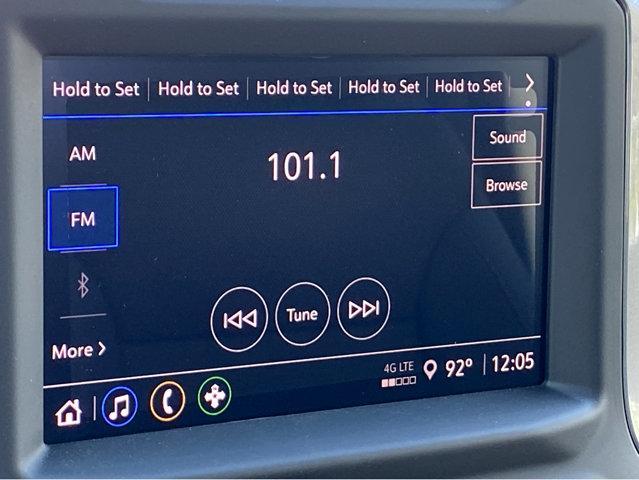 Hold to Set Hold to Set Hold to Set Hold to Set Hold to Set
AM
101.1
Sound
FM
Browse
Tune
More
4G LTE
92° 12:05